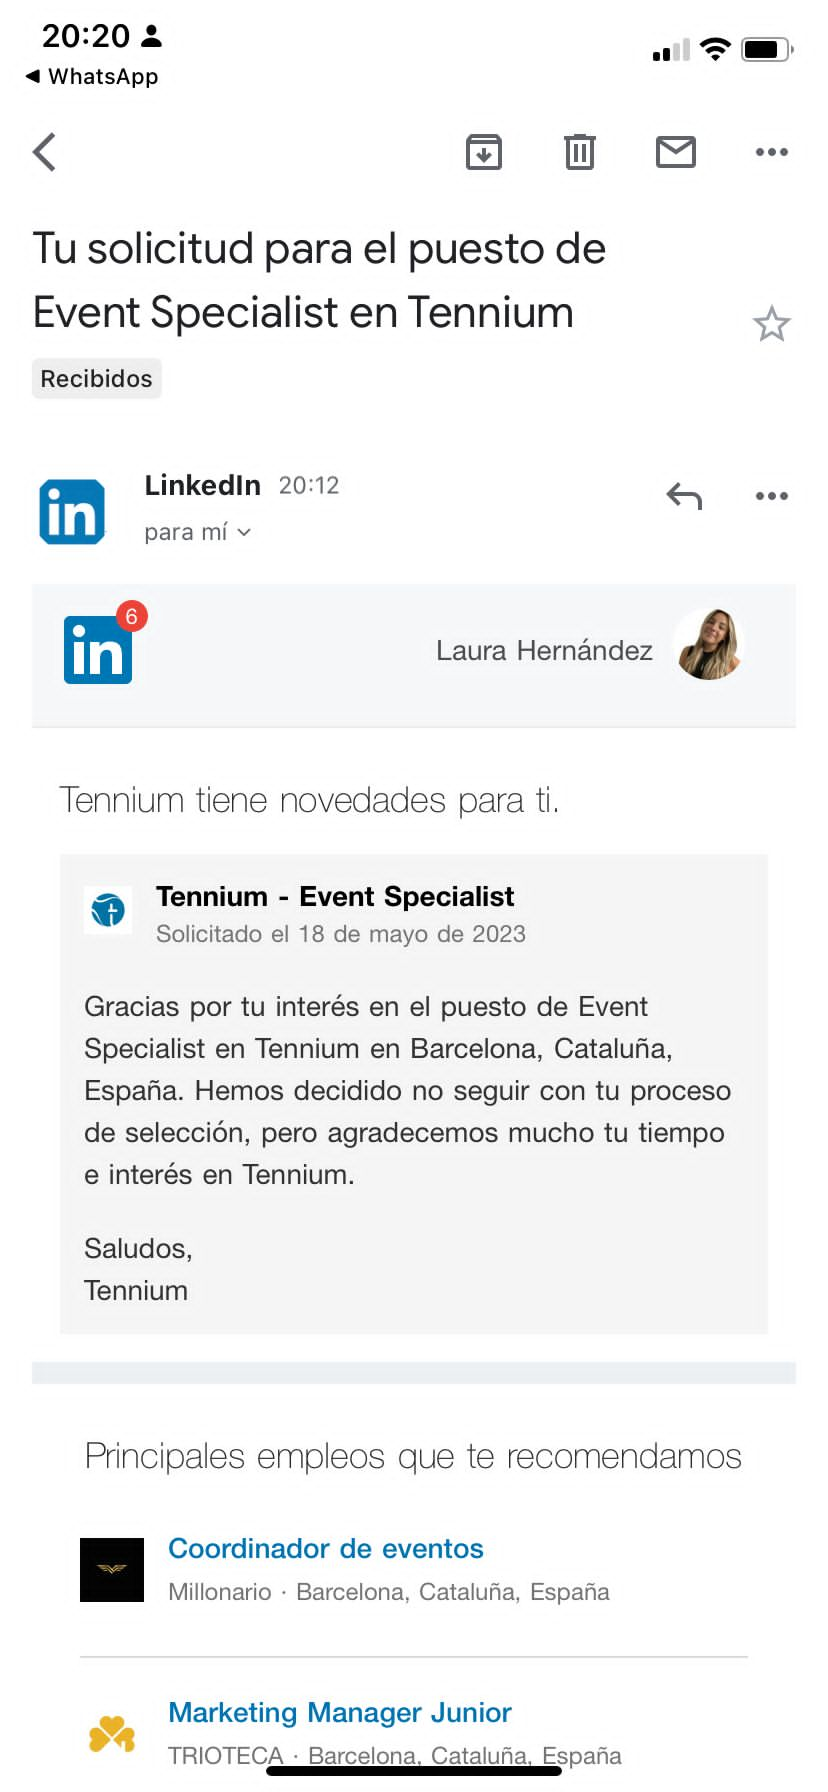 20:20
WhatsApp
Tu solicitud para el puesto de
Event Specialist en Tennium
Recibidos
LinkedIn 20:12
para mí
in
in
6
Laura Hernández
Tennium tiene novedades para ti.
Tennium - Event Specialist
Solicitado el 18 de mayo de 2023
Gracias por tu interés en el puesto de Event
Specialist en Tennium en Barcelona, Cataluña,
España. Hemos decidido no seguir con tu proceso
de selección, pero agradecemos mucho tu tiempo
e interés en Tennium.
Saludos,
Tennium
Principales empleos que te recomendamos
Coordinador de eventos
Millonario · Barcelona, Cataluña, España
Marketing Manager Junior
TRIOTECA · Barcelona, Cataluña, España